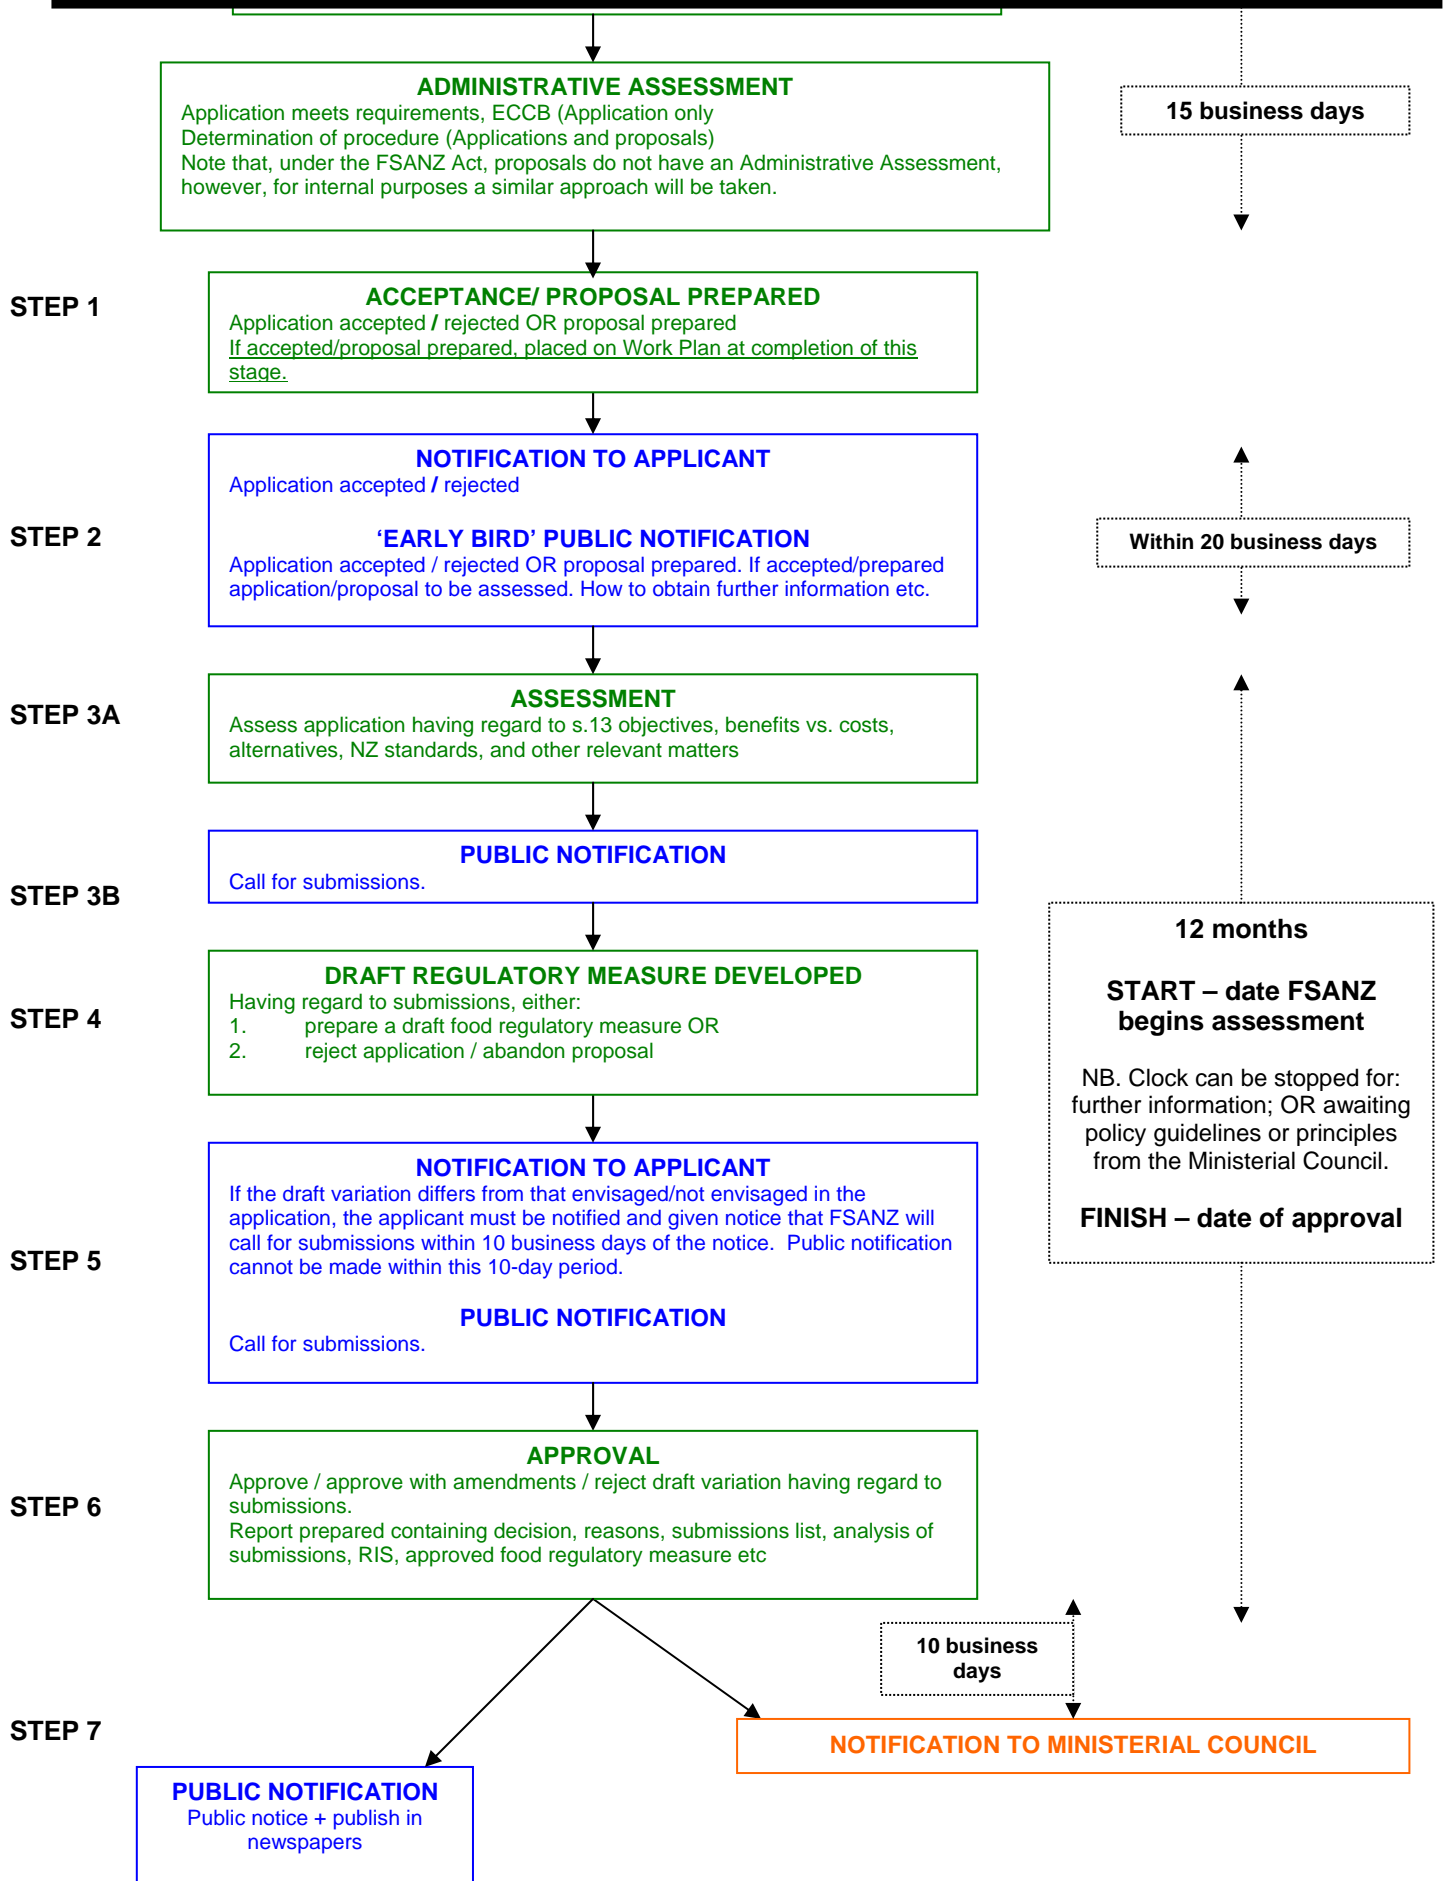 ADMINISTRATIVE ASSESSMENT
Application meets requirements, ECCB (Application only
Determination of procedure (Applications and proposals)
Note that, under the FSANZ Act, proposals do not have an Administrative Assessment,
however, for internal purposes a similar approach will be taken.
15 business days
STEP 1
ACCEPTANCE/ PROPOSAL PREPARED
Application accepted / rejected OR proposal prepared
If accepted/proposal prepared, placed on Work Plan at completion of this
stage.
STEP 2
NOTIFICATION TO APPLICANT
Application accepted / rejected
‘EARLY BIRD’ PUBLIC NOTIFICATION
Application accepted / rejected OR proposal prepared. If accepted/prepared
application/proposal to be assessed. How to obtain further information etc.
Within 20 business days
STEP 3A
ASSESSMENT
Assess application having regard to s.13 objectives, benefits vs. costs,
alternatives, NZ standards, and other relevant matters
STEP 3B
PUBLIC NOTIFICATION
Call for submissions.
STEP 4
DRAFT REGULATORY MEASURE DEVELOPED
Having regard to submissions, either:
1. prepare a draft food regulatory measure OR
2. reject application / abandon proposal
12 months
START – date FSANZ
begins assessment
NB. Clock can be stopped for:
further information; OR awaiting
policy guidelines or principles
from the Ministerial Council.
FINISH – date of approval
STEP 5
NOTIFICATION TO APPLICANT
If the draft variation differs from that envisaged/not envisaged in the
application, the applicant must be notified and given notice that FSANZ will
call for submissions within 10 business days of the notice.  Public notification
cannot be made within this 10-day period.
PUBLIC NOTIFICATION
Call for submissions.
STEP 6
APPROVAL
Approve / approve with amendments / reject draft variation having regard to
submissions.
Report prepared containing decision, reasons, submissions list, analysis of
submissions, RIS, approved food regulatory measure etc
10 business
days
STEP 7
NOTIFICATION TO MINISTERIAL COUNCIL
PUBLIC NOTIFICATION
Public notice + publish in
newspapers